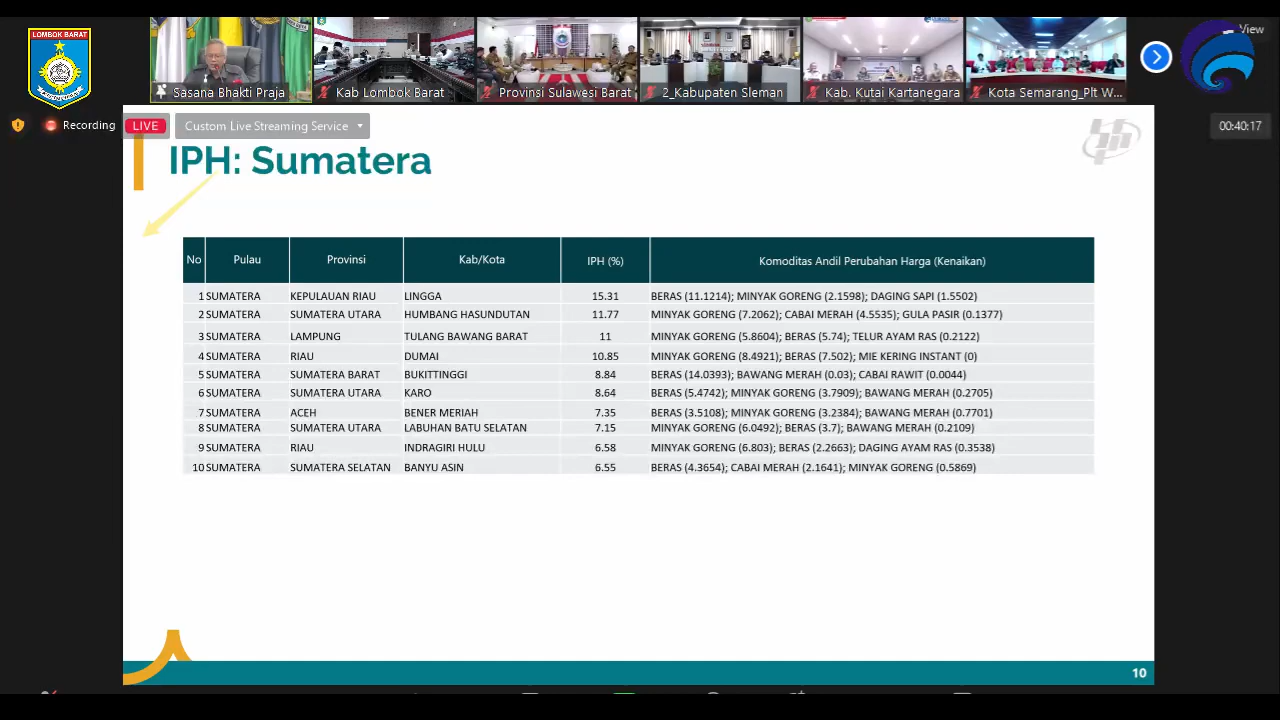 LOMBOK BARAT
View
Sasana Bhakti Praja
Kab Lombok Barat
Provinsi Sulawesi Barat
2_Kabupaten Sleman
Kab. Kutai Kartanegara
Kota Semarang_Plt W...
Recording
LIVE
Custom Live Streaming Service
00:40:17
IPH: Sumatera
No Pulau Provinsi Kab/Kota IPH (%) Komoditas Andil Perubahan Harga (Kenaikan)
1 SUMATERA KEPULAUAN RIAU LINGGA 15.31 BERAS (11.1214); MINYAK GORENG (2.1598); DAGING SAPI (1.5502)
2 SUMATERA SUMATERA UTARA HUMBANG HASUNDUTAN 11.77 MINYAK GORENG (7.2062); CABAI MERAH (4.5535); GULA PASIR (0.1377)
3 SUMATERA LAMPUNG TULANG BAWANG BARAT 11 MINYAK GORENG (5.8604); BERAS (5.74); TELUR AYAM RAS (0.2122)
4 SUMATERA RIAU DUMAI 10.85 MINYAK GORENG (8.4921); BERAS (7.502); MIE KERING INSTANT (0)
5 SUMATERA SUMATERA BARAT BUKITTINGGI 8.84 BERAS (14.0393); BAWANG MERAH (0.03); CABAI RAWIT (0.0044)
6 SUMATERA SUMATERA UTARA KARO 8.64 BERAS (5.4742); MINYAK GORENG (3.7909); BAWANG MERAH (0.2705)
7 SUMATERA ACEH BENER MERIAH 7.35 BERAS (3.5108); MINYAK GORENG (3.2384); BAWANG MERAH (0.7701)
8 SUMATERA SUMATERA UTARA LABUHAN BATU SELATAN 7.15 MINYAK GORENG (6.0492); BERAS (3.7); BAWANG MERAH (0.2109)
9 SUMATERA RIAU INDRAGIRI HULU 6.58 MINYAK GORENG (6.803); BERAS (2.2663); DAGING AYAM RAS (0.3538)
10 SUMATERA SUMATERA SELATAN BANYU ASIN 6.55 BERAS (4.3654); CABAI MERAH (2.1641); MINYAK GORENG (0.5869)
10